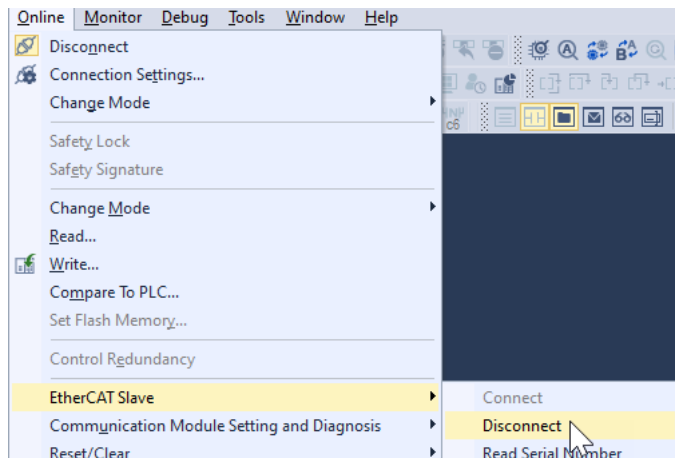 Online Monitor Debug Tools Window Help
Disconnect
Connection Settings...
Change Mode
Safety Lock
Safety Signature
Change Mode
Read...
Write...
Compare To PLC...
Set Flash Memory...
Control Redundancy
EtherCAT Slave
Connect
Communication Module Setting and Diagnosis
Disconnect
Reset/Clear
Read Serial Number